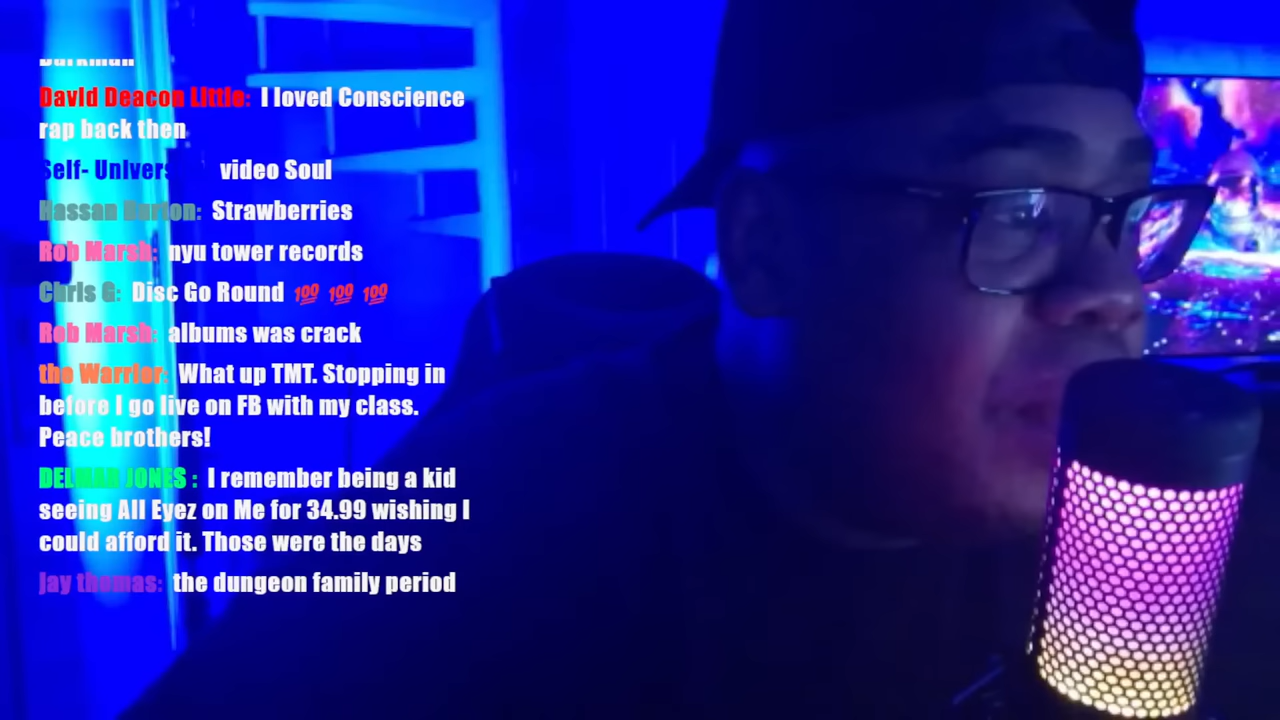 David Deacon Little: I loved Conscience
rap back then
Self- video Soul
Hassan Burton: Strawberries
Rob Marsh: nyu tower records
Chris G: Disc Go Round 💯 💯 💯
Rob Marsh: albums was crack
the Warrior: What up TMT. Stopping in
before I go live on FB with my class.
Peace brothers!
DELMAR JONES : I remember being a kid
seeing All Eyez on Me for 34.99 wishing I
could afford it. Those were the days
Jay thomas: the dungeon family period